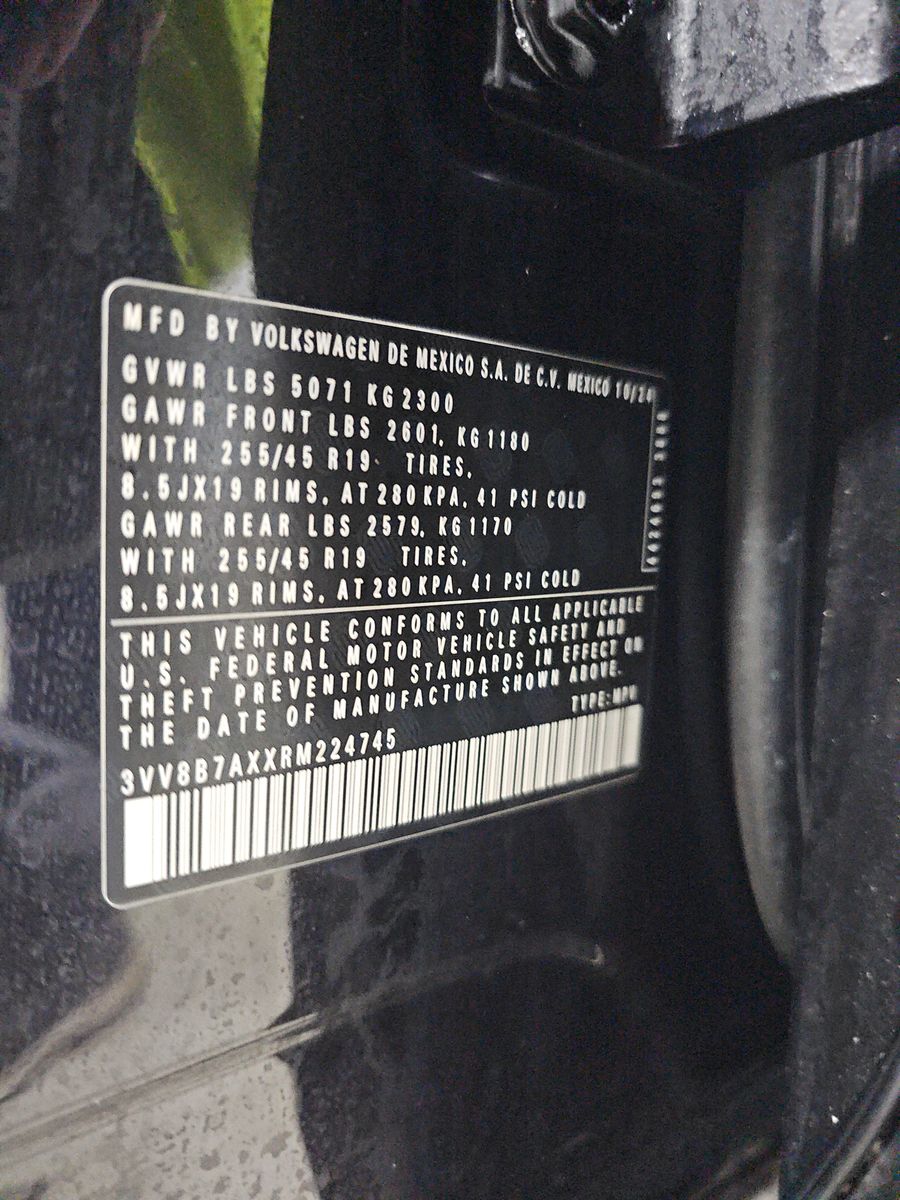 MFD BY VOLKSWAGEN DE MEXICO S.A. DE C.V. MEXICO 10/24
GVWR LBS 5071 KG 2300
GAWR FRONT LBS 2601, KG 1180
WITH 255/45 R19 TIRES,
8.5JX19 RIMS, AT 280 KPA, 41 PSI COLD
GAWR REAR LBS 2579, KG 1170
WITH 255/45 R19 TIRES,
8.5JX19 RIMS, AT 280 KPA, 41 PSI COLD
THIS VEHICLE CONFORMS TO ALL APPLICABLE
U.S. FEDERAL MOTOR VEHICLE SAFETY AND
THEFT PREVENTION STANDARDS IN EFFECT ON
THE DATE OF MANUFACTURE SHOWN ABOVE.
TYPE: MPV
3VV8B7AXXRM224745